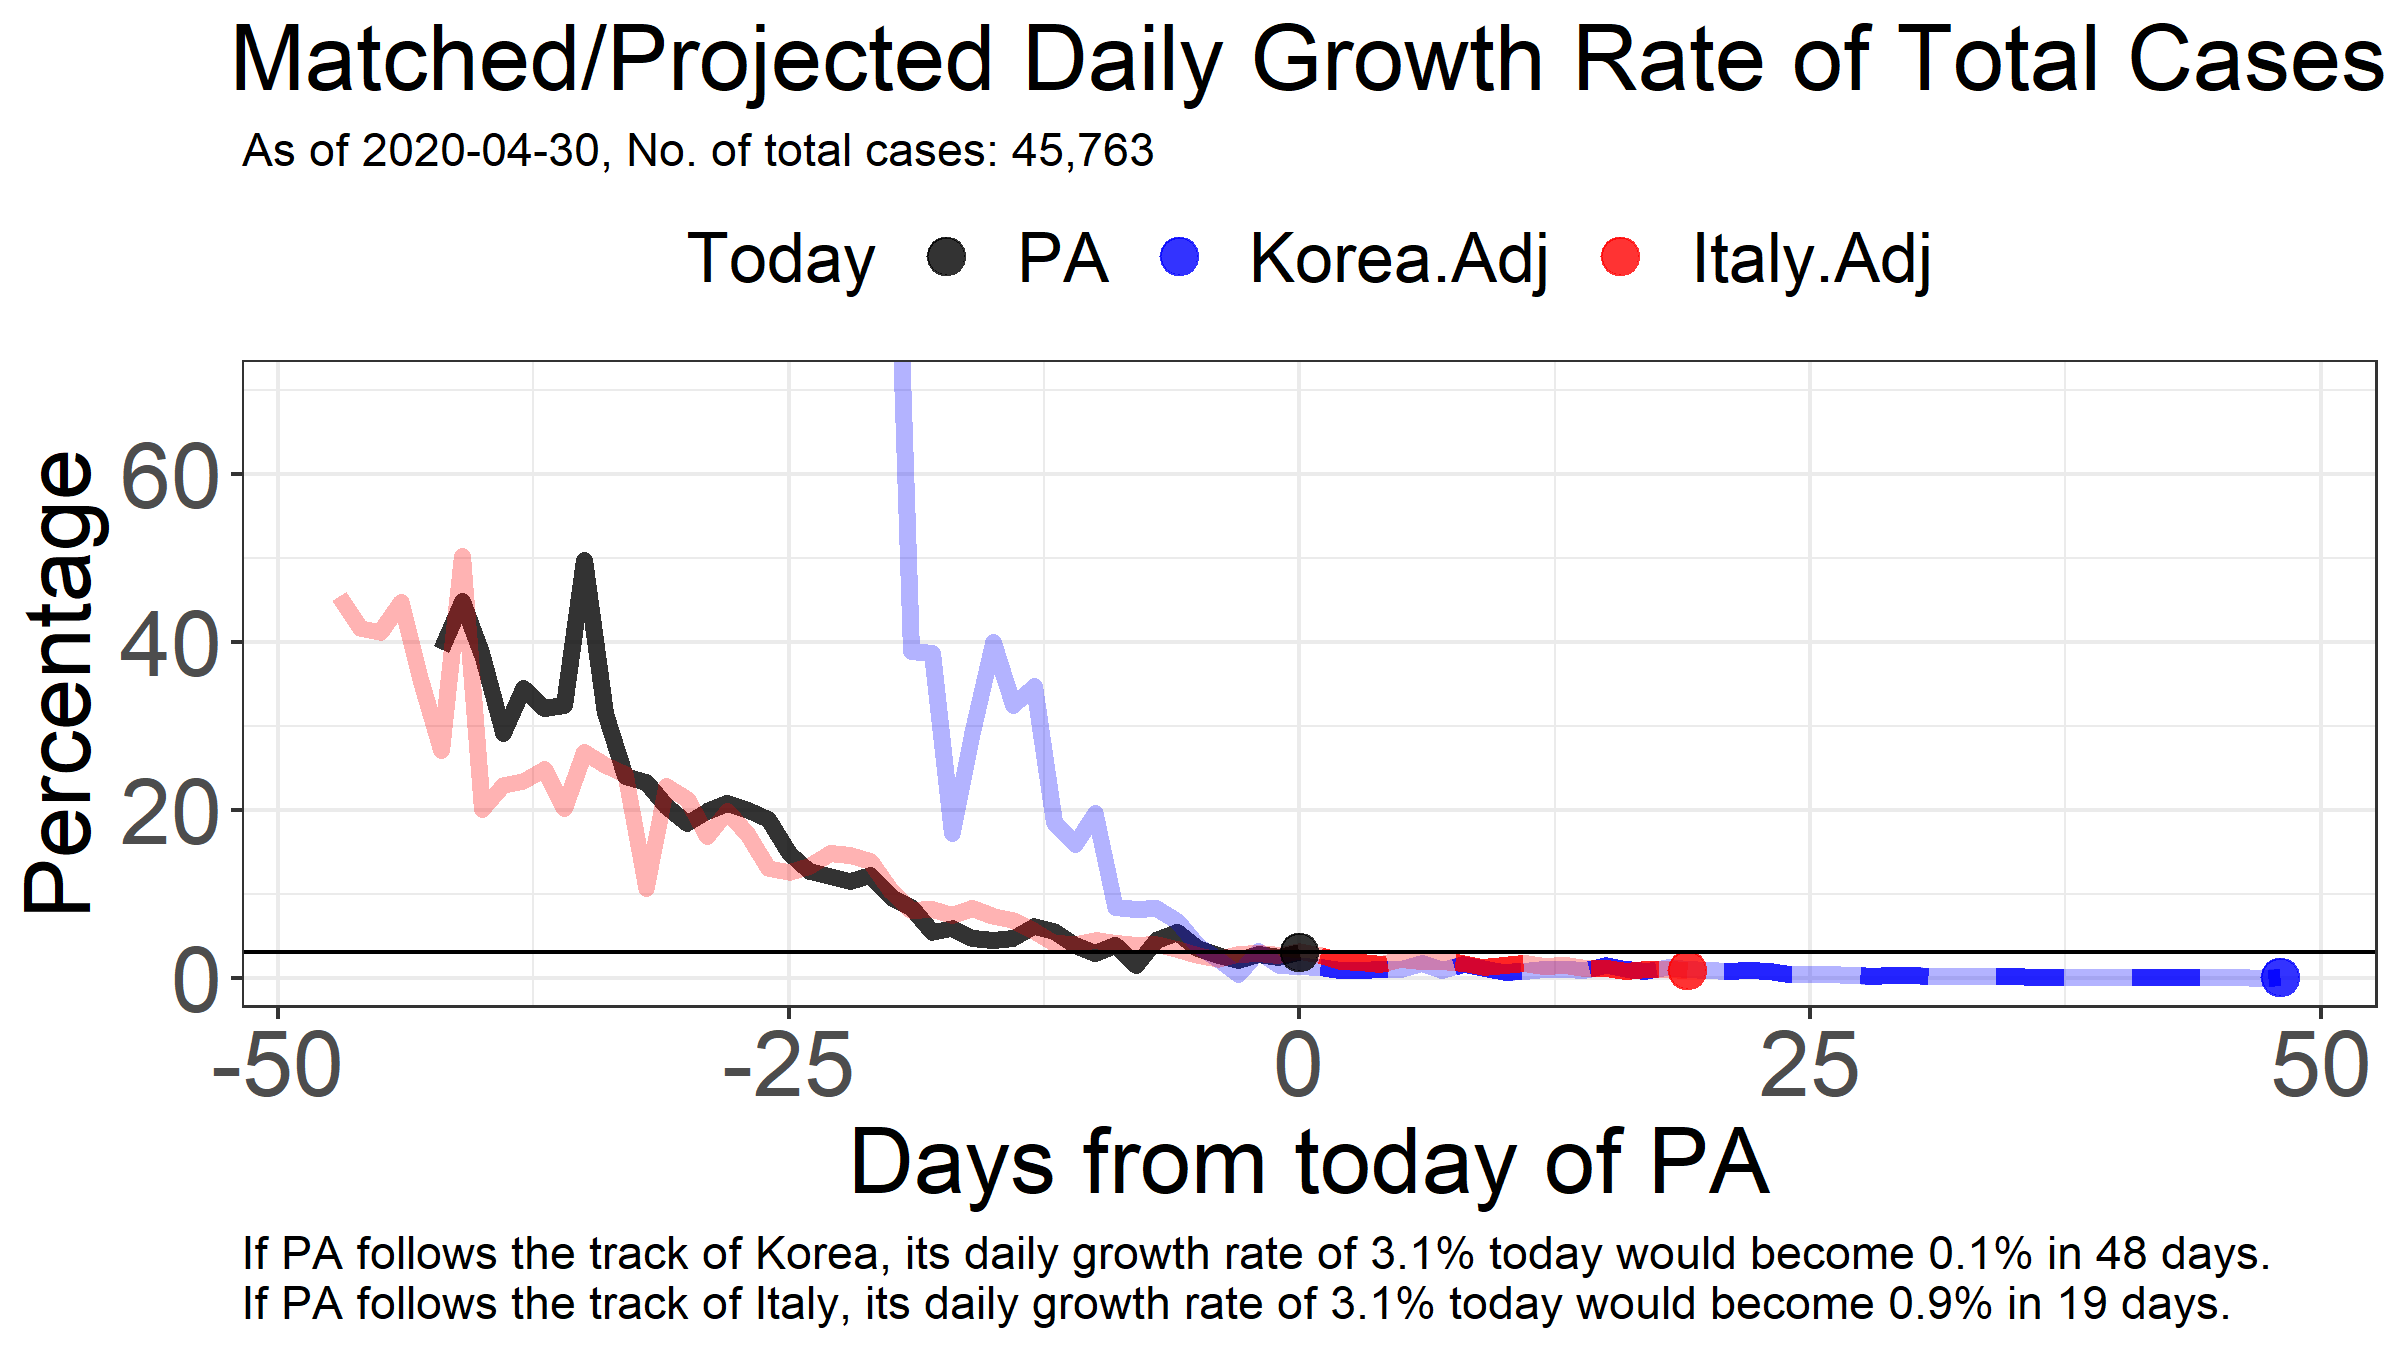 Matched/Projected Daily Growth Rate of Total Cases
As of 2020-04-30, No. of total cases: 45,763
Today PA Korea.Adj Italy.Adj
Percentage
60
40
20
0
-50 -25 0 25 50
Days from today of PA
If PA follows the track of Korea, its daily growth rate of 3.1% today would become 0.1% in 48 days.
If PA follows the track of Italy, its daily growth rate of 3.1% today would become 0.9% in 19 days.